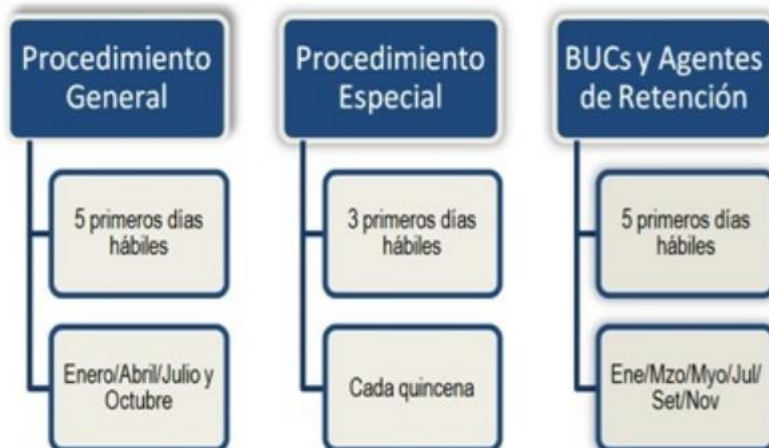 Procedimiento
General
5 primeros días
hábiles
Enero/Abril/Julio y
Octubre
Procedimiento
Especial
3 primeros días
hábiles
Cada quincena
BUCs y Agentes
de Retención
5 primeros días
hábiles
Ene/Mzo/Myo/Jul/
Set/Nov